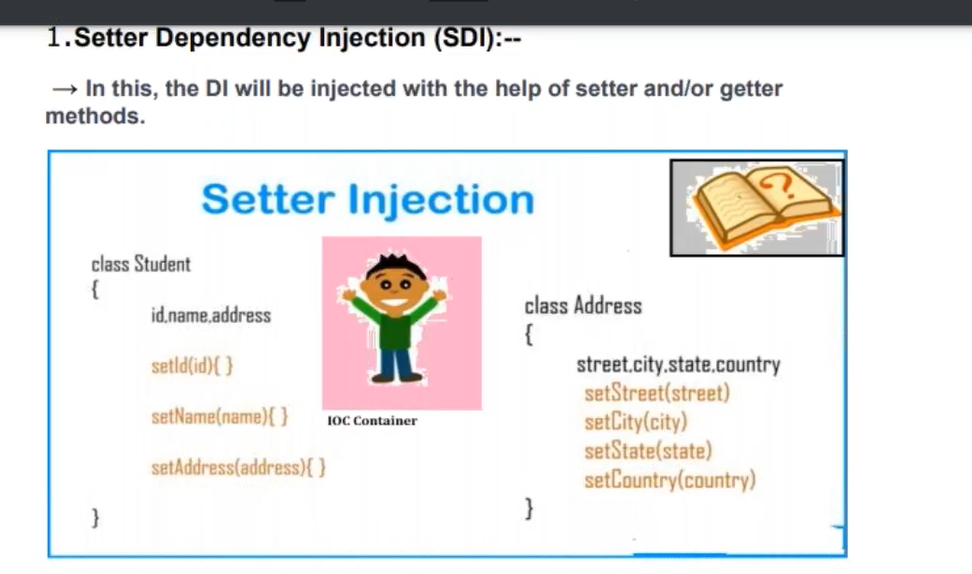 1.Setter Dependency Injection (SDI):--
→ In this, the DI will be injected with the help of setter and/or getter
methods.
Setter Injection
?
class Student
{
id,name,address
setId(id){ }
setName(name){ }
setAddress(address){ }
}
IOC Container
class Address
{
street,city,state,country
setStreet(street)
setCity(city)
setState(state)
setCountry(country)
}